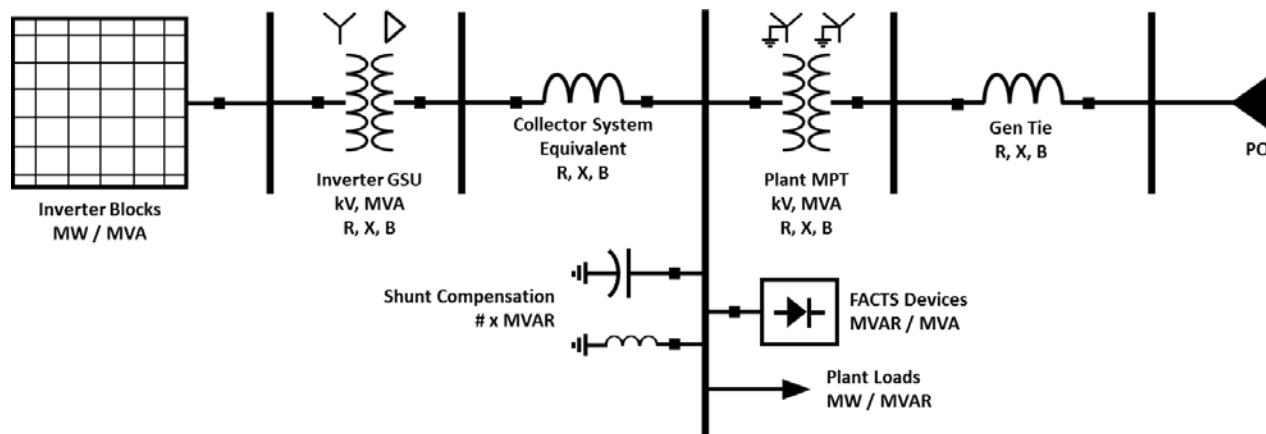 Inverter Blocks
MW / MVA
Inverter GSU
kV, MVA
R, X, B
Collector System
Equivalent
R, X, B
Plant MPT
kV, MVA
R, X, B
Gen Tie
R, X, B
PO
Shunt Compensation
# x MVAR
FACTS Devices
MVAR / MVA
Plant Loads
MW / MVAR